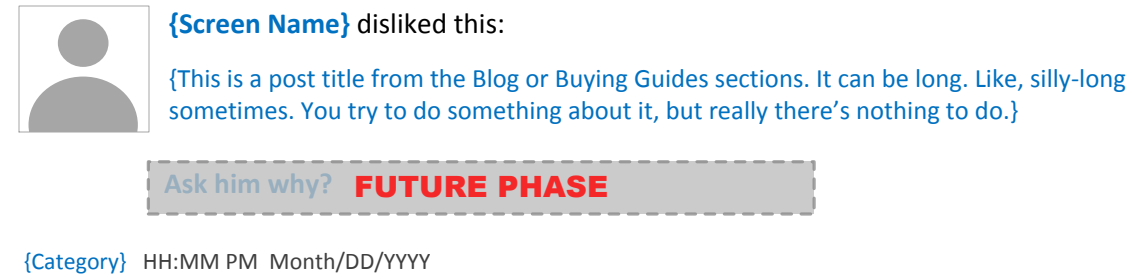 {Screen Name} disliked this:
{This is a post title from the Blog or Buying Guides sections. It can be long. Like, silly-long
sometimes. You try to do something about it, but really there’s nothing to do.}
Ask him why? FUTURE PHASE
{Category} HH:MM PM Month/DD/YYYY